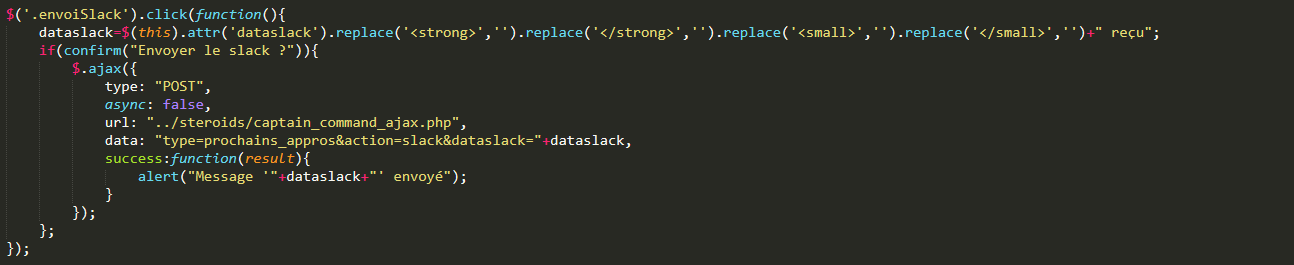 $('.envoiSlack').click(function(){
dataslack=$(this).attr('dataslack').replace('<strong>','').replace('</strong>','').replace('<small>','').replace('</small>','')+" reçu";
if(confirm("Envoyer le slack ?")){
$.ajax({
type: "POST",
async: false,
url: "../steroids/captain_command_ajax.php",
data: "type=prochains_appros&action=slack&dataslack="+dataslack,
success:function(result){
alert("Message '"+dataslack+"' envoyé");
}
});
};
});